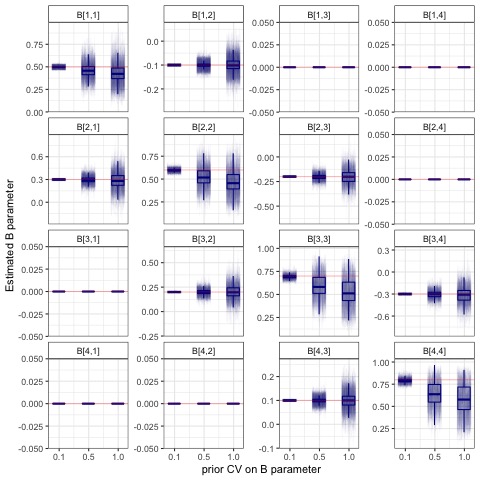 B[1,1] B[1,2] B[1,3] B[1,4]
0.75 0.50 0.25 0.00
0.0 -0.1 -0.2
0.050 0.025 0.000 -0.025 -0.050
0.050 0.025 0.000 -0.025 -0.050
B[2,1] B[2,2] B[2,3] B[2,4]
0.6 0.3 0.0
0.75 0.50 0.25
0.00 -0.25 -0.50
0.050 0.025 0.000 -0.025 -0.050
B[3,1] B[3,2] B[3,3] B[3,4]
0.050 0.025 0.000 -0.025 -0.050
0.50 0.25 0.00 -0.25
1.00 0.75 0.50 0.25
0.3 0.0 -0.3 -0.6
B[4,1] B[4,2] B[4,3] B[4,4]
0.050 0.025 0.000 -0.025 -0.050
0.050 0.025 0.000 -0.025 -0.050
0.2 0.1 0.0 -0.1
1.00 0.75 0.50 0.25
0.1 0.5 1.0 0.1 0.5 1.0 0.1 0.5 1.0 0.1 0.5 1.0
prior CV on B parameter
Estimated B parameter